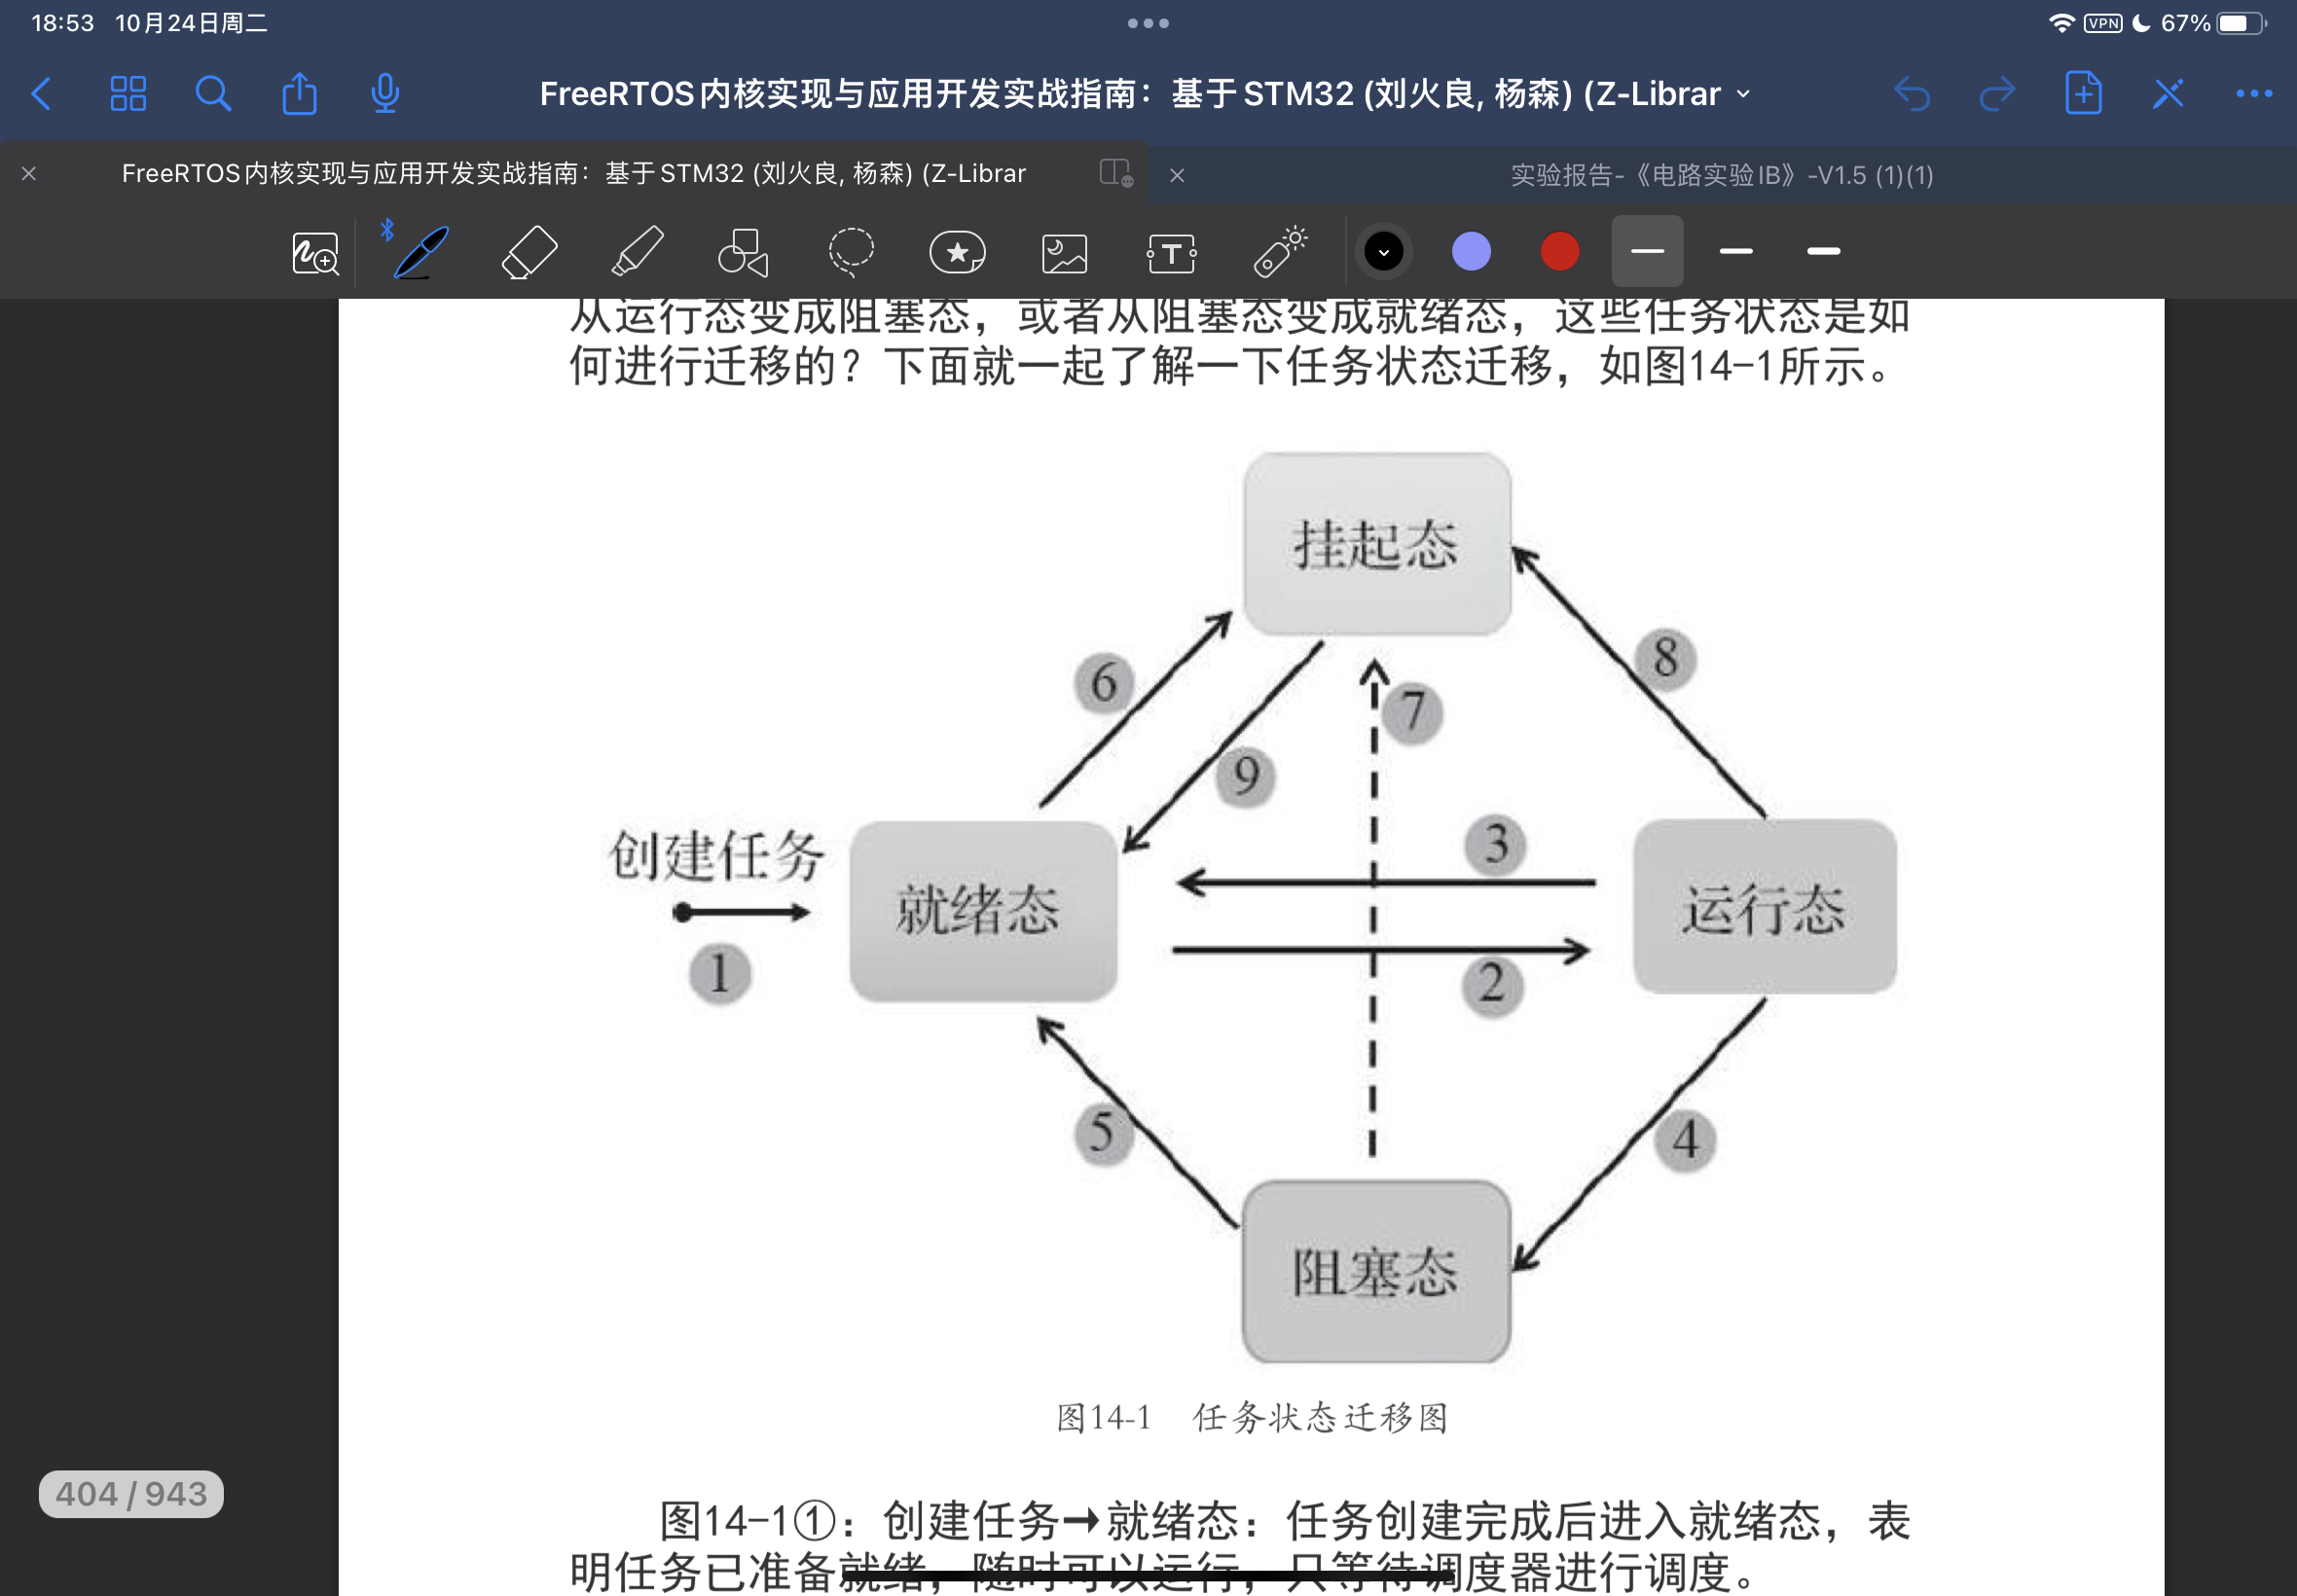 18:53 10月24日周二
VPN 67%
FreeRTOS内核实现与应用开发实战指南：基于STM32 (刘火良, 杨森) (Z-Librar
FreeRTOS内核实现与应用开发实战指南：基于STM32 (刘火良, 杨森) (Z-Librar
实验报告-《电路实验IB》-V1.5 (1)(1)
T
从运行态变成阻塞态，或者从阻塞态变成就绪态，这些任务状态是如
何进行迁移的？下面就一起了解一下任务状态迁移，如图14-1所示。
挂起态
6
8
7
9
3
创建任务
就绪态
运行态
1
2
5
4
阻塞态
图14-1 任务状态迁移图
404 / 943
图14-1①：创建任务→就绪态：任务创建完成后进入就绪态，表
明任务已准备就绪，随时可以运行，只等待调度器进行调度。